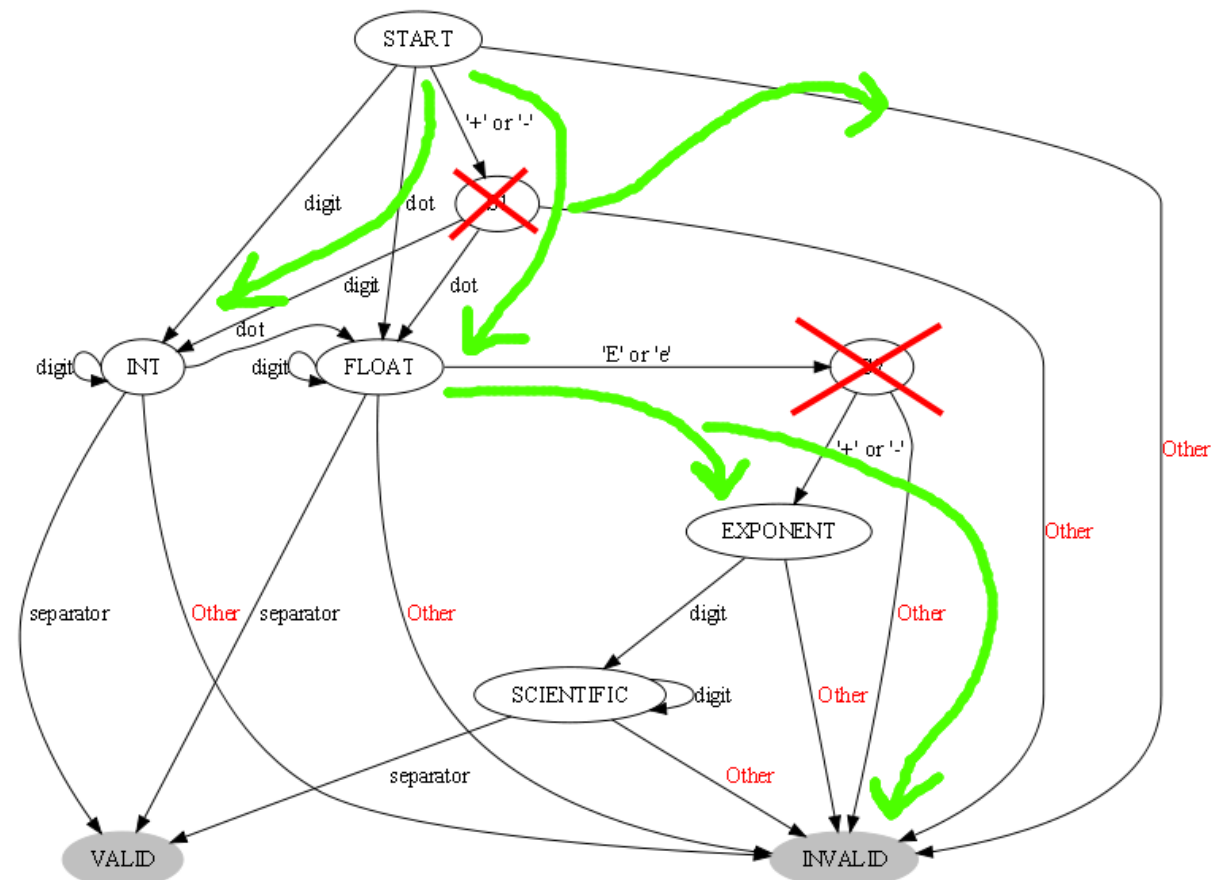 START
'+' or '-'
digit
dot
digit
dot
dot
digit
INT
digit
FLOAT
'E' or 'e'
'+' or '-'
Other
EXPONENT
Other
separator
Other
separator
Other
digit
Other
SCIENTIFIC
digit
Other
separator
Other
VALID
INVALID